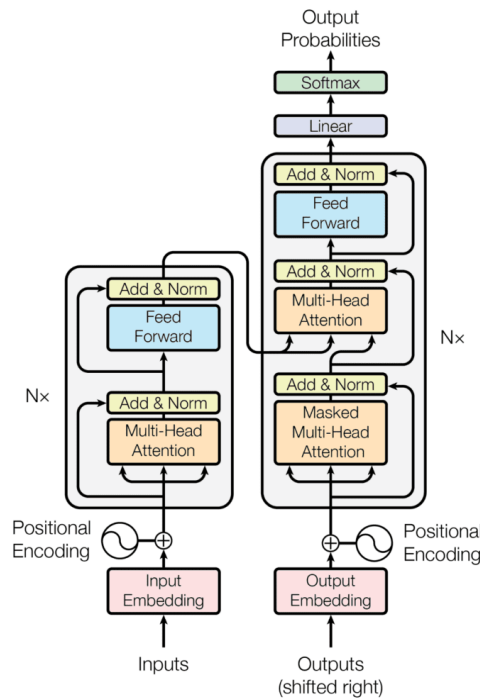 Output
Probabilities
Softmax
Linear
Add & Norm
Feed
Forward
Add & Norm
Multi-Head
Attention
Add & Norm
Masked
Multi-Head
Attention
N×
Add & Norm
Feed
Forward
N×
Add & Norm
Multi-Head
Attention
Positional
Encoding
Positional
Encoding
Input
Embedding
Output
Embedding
Inputs
Outputs
(shifted right)